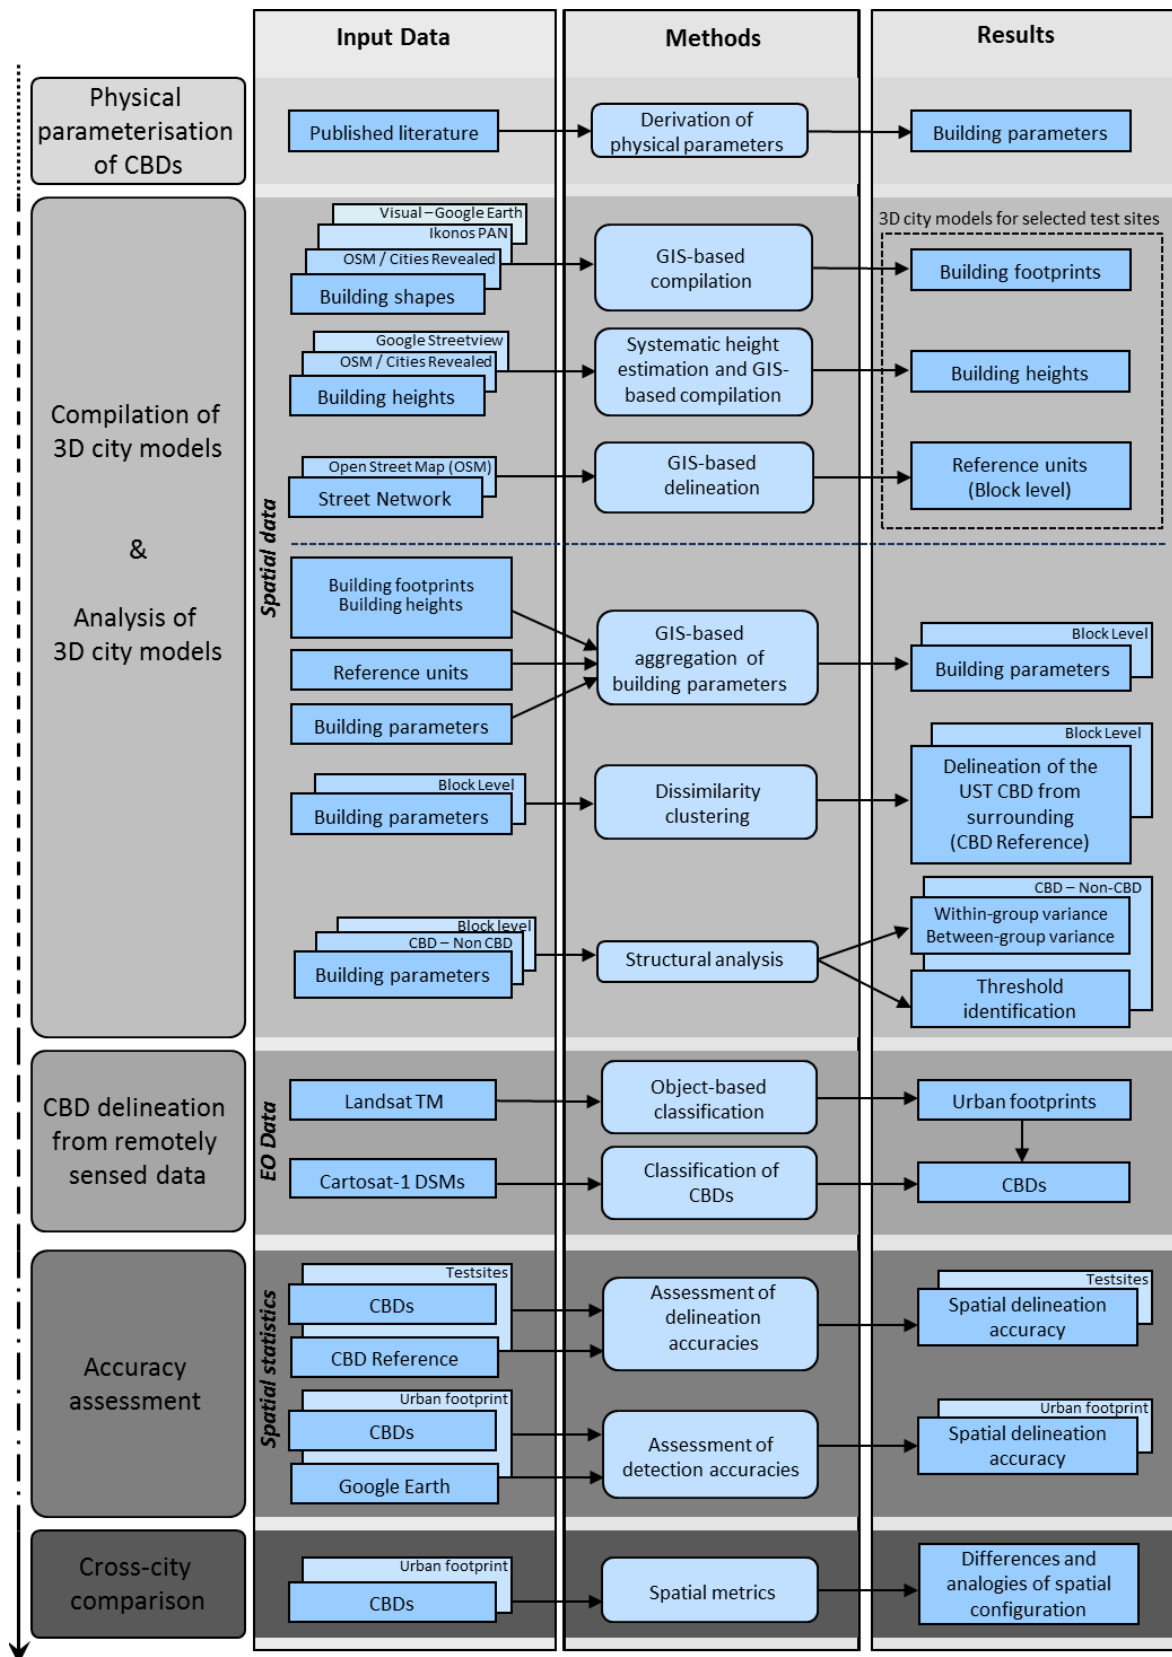 Input Data
Methods
Results
Physical
parameterisation
of CBDs
Published literature
Derivation of
physical parameters
Building parameters
Compilation of
3D city models
&
Analysis of
3D city models
Spatial data
Visual – Google Earth
Ikonos PAN
OSM / Cities Revealed
Building shapes
GIS-based
compilation
3D city models for selected test sites
Building footprints
Google Streetview
OSM / Cities Revealed
Building heights
Systematic height
estimation and GIS-
based compilation
Building heights
Open Street Map (OSM)
Street Network
GIS-based
delineation
Reference units
(Block level)
Building footprints
Building heights
Reference units
Building parameters
GIS-based
aggregation of
building parameters
Block Level
Building parameters
Block Level
Building parameters
Dissimilarity
clustering
Block Level
Delineation of the
UST CBD from
surrounding
(CBD Reference)
Block level
CBD – Non CBD
Building parameters
Structural analysis
CBD – Non-CBD
Within-group variance
Between-group variance
Threshold
identification
CBD delineation
from remotely
sensed data
EO Data
Landsat TM
Object-based
classification
Urban footprints
Cartosat-1 DSMs
Classification of
CBDs
CBDs
Accuracy
assessment
Spatial statistics
Testsites
CBDs
CBD Reference
Assessment of
delineation
accuracies
Testsites
Spatial delineation
accuracy
Urban footprint
CBDs
Google Earth
Assessment of
detection accuracies
Urban footprint
Spatial delineation
accuracy
Cross-city
comparison
Urban footprint
CBDs
Spatial metrics
Differences and
analogies of spatial
configuration